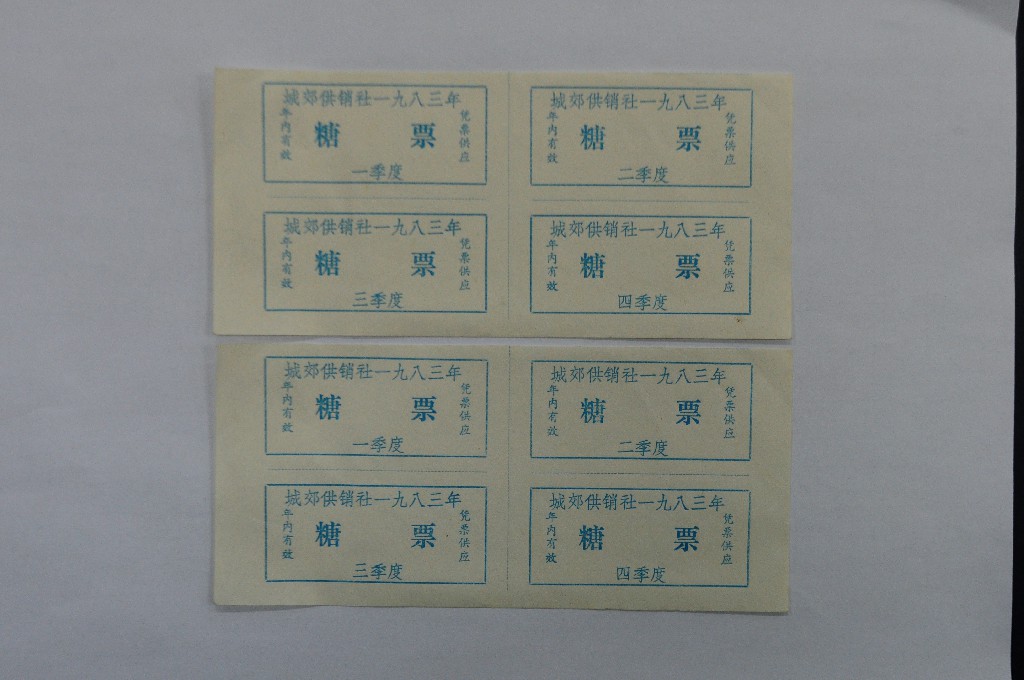 城郊供销社一九八三年
年内有效
糖票
凭票供应
一季度
城郊供销社一九八三年
年内有效
糖票
凭票供应
二季度
城郊供销社一九八三年
年内有效
糖票
凭票供应
三季度
城郊供销社一九八三年
年内有效
糖票
凭票供应
四季度
城郊供销社一九八三年
年内有效
糖票
凭票供应
一季度
城郊供销社一九八三年
年内有效
糖票
凭票供应
二季度
城郊供销社一九八三年
年内有效
糖票
凭票供应
三季度
城郊供销社一九八三年
年内有效
糖票
凭票供应
四季度